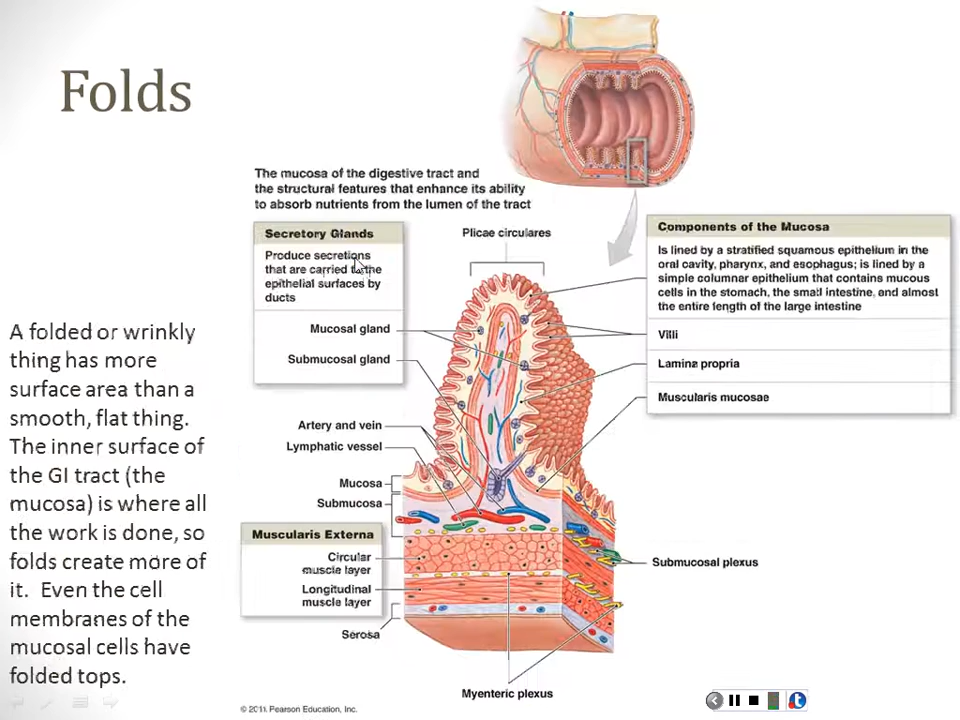 Folds
A folded or wrinkly
thing has more
surface area than a
smooth, flat thing.
The inner surface of
the GI tract (the
mucosa) is where all
the work is done, so
folds create more of
it.  Even the cell
membranes of the
mucosal cells have
folded tops.
The mucosa of the digestive tract and
the structural features that enhance its ability
to absorb nutrients from the lumen of the tract
Secretory Glands
Produce secretions
that are carried to the
epithelial surfaces by
ducts
Mucosal gland
Submucosal gland
Artery and vein
Lymphatic vessel
Mucosa
Submucosa
Muscularis Externa
Circular
muscle layer
Longitudinal
muscle layer
Serosa
Plicae circulares
Components of the Mucosa
Is lined by a stratified squamous epithelium in the
oral cavity, pharynx, and esophagus; is lined by a
simple columnar epithelium that contains mucous
cells in the stomach, the small intestine, and almost
the entire length of the large intestine
Villi
Lamina propria
Muscularis mucosae
Submucosal plexus
Myenteric plexus
© 2011 Pearson Education, Inc.